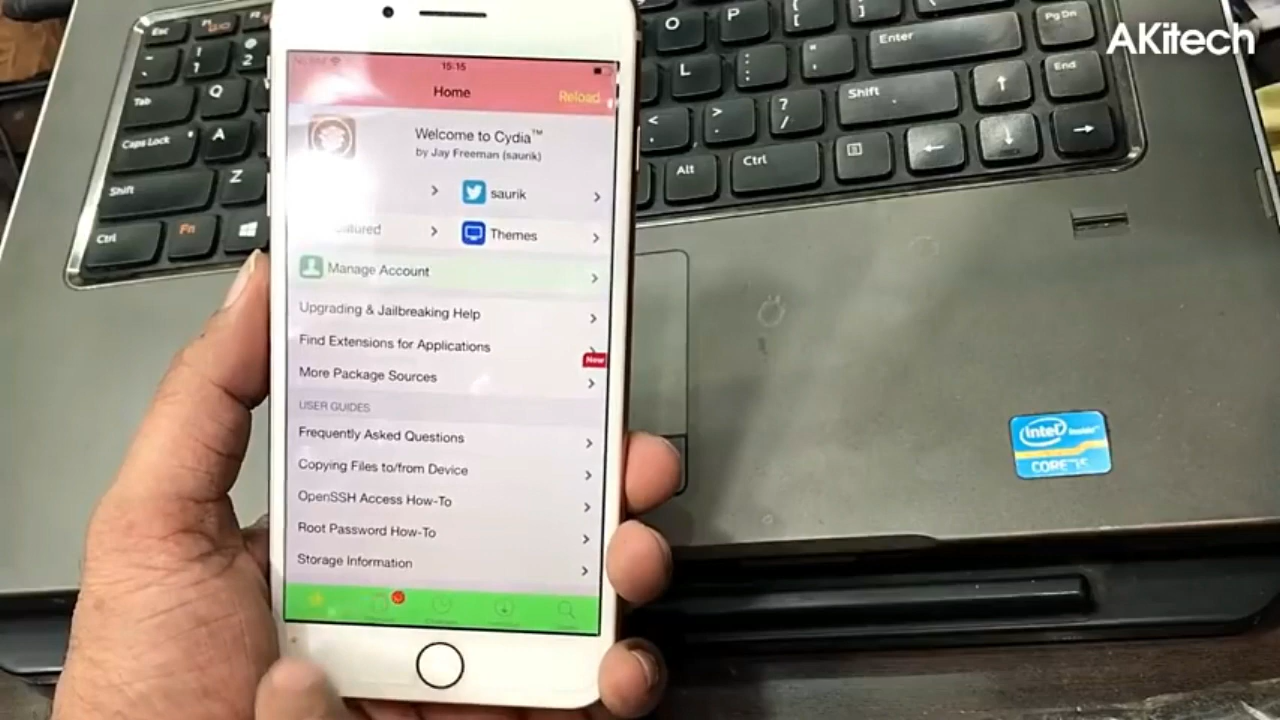 AKitech
15:15
Home
Reload
Welcome to Cydia™
by Jay Freeman (saurik)
saurik
Themes
Manage Account
Upgrading & Jailbreaking Help
Find Extensions for Applications
New
More Package Sources
USER GUIDES
Frequently Asked Questions
Copying Files to/from Device
OpenSSH Access How-To
Root Password How-To
Storage Information
Esc
Tab
Q
Caps Lock
A
Shift
Z
Ctrl
Fn
O P [ ]
Enter
PgDn
L : ; " '
End
< > ? /
Shift
Alt
Ctrl
intel inside™
CORE i5